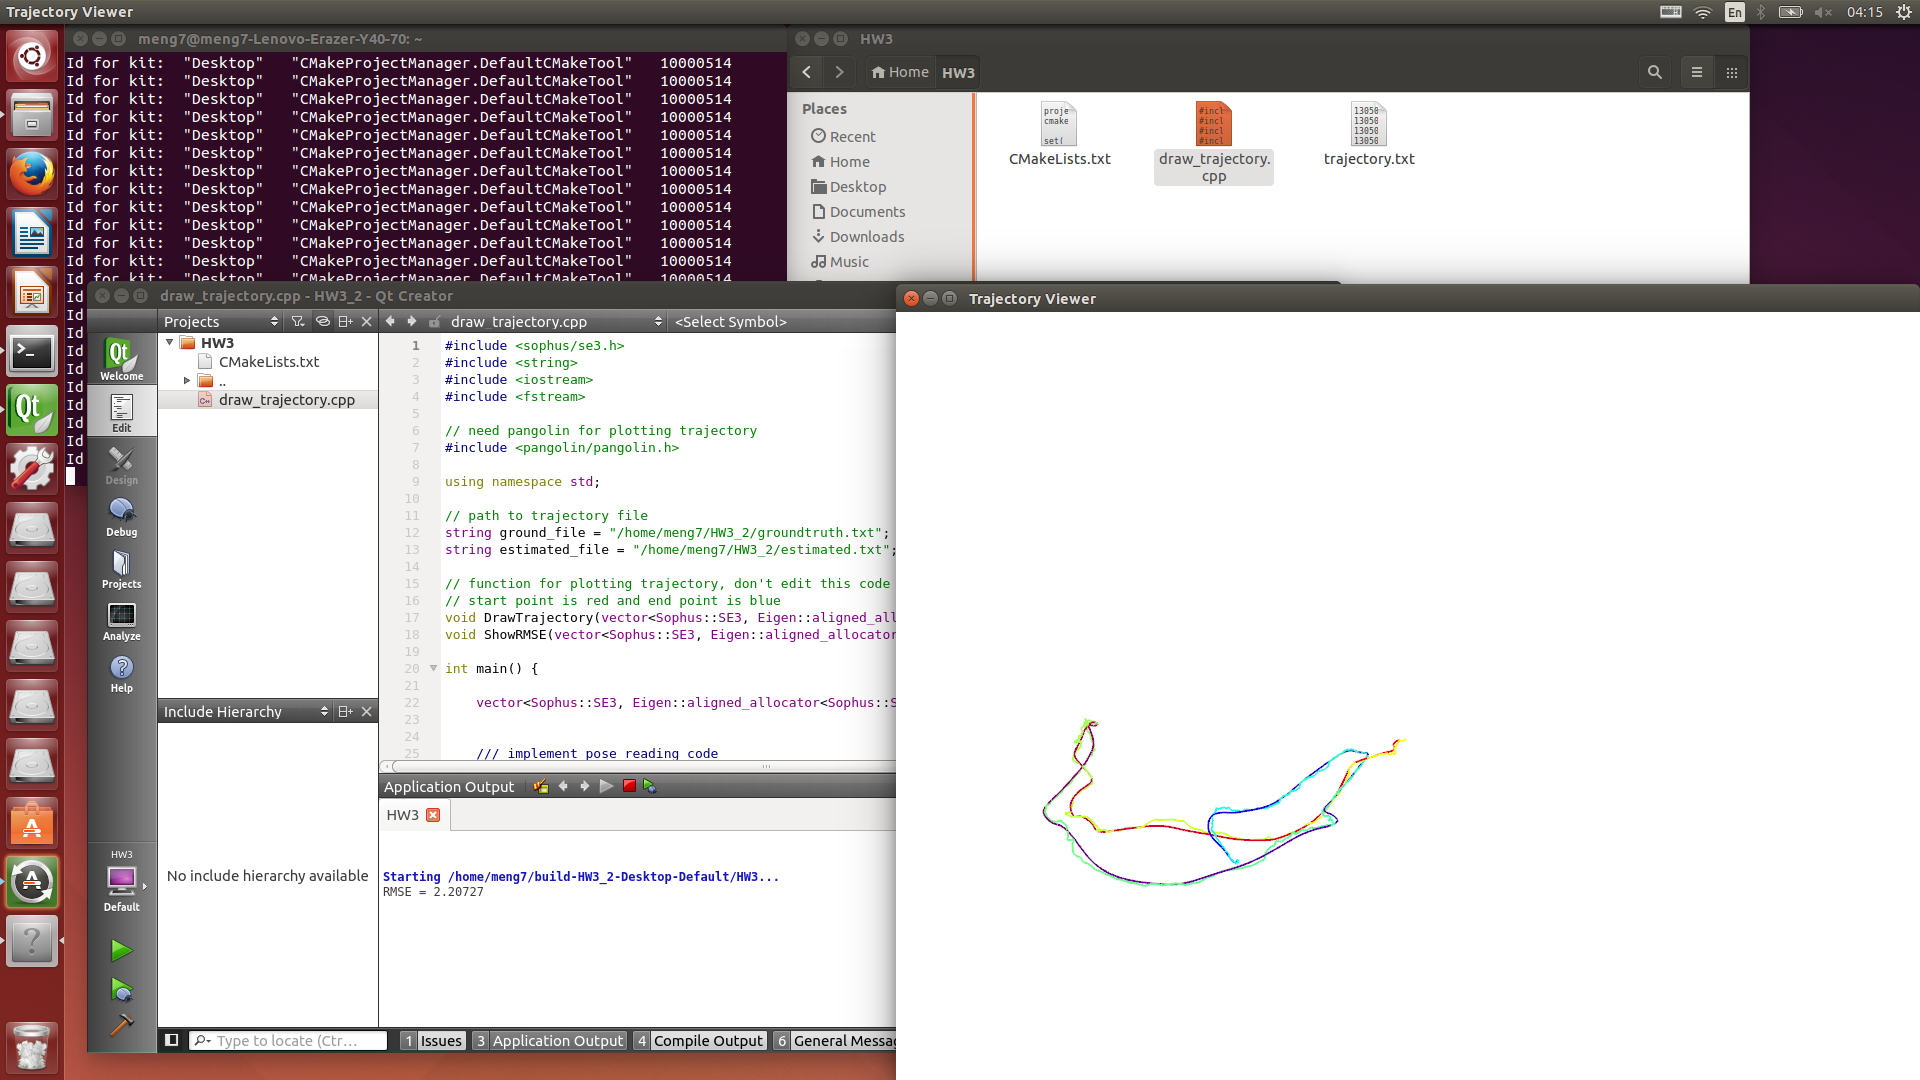 Trajectory Viewer
En
04:15
meng7@meng7-Lenovo-Erazer-Y40-70: ~
Id for kit:  "Desktop"   "CMakeProjectManager.DefaultCMakeTool"   10000514
Id for kit:  "Desktop"   "CMakeProjectManager.DefaultCMakeTool"   10000514
Id for kit:  "Desktop"   "CMakeProjectManager.DefaultCMakeTool"   10000514
Id for kit:  "Desktop"   "CMakeProjectManager.DefaultCMakeTool"   10000514
Id for kit:  "Desktop"   "CMakeProjectManager.DefaultCMakeTool"   10000514
Id for kit:  "Desktop"   "CMakeProjectManager.DefaultCMakeTool"   10000514
Id for kit:  "Desktop"   "CMakeProjectManager.DefaultCMakeTool"   10000514
Id for kit:  "Desktop"   "CMakeProjectManager.DefaultCMakeTool"   10000514
Id for kit:  "Desktop"   "CMakeProjectManager.DefaultCMakeTool"   10000514
Id for kit:  "Desktop"   "CMakeProjectManager.DefaultCMakeTool"   10000514
Id for kit:  "Desktop"   "CMakeProjectManager.DefaultCMakeTool"   10000514
Id for kit:  "Desktop"   "CMakeProjectManager.DefaultCMakeTool"   10000514
Id for kit:  "Desktop"   "CMakeProjectManager.DefaultCMakeTool"   10000514
Id
Id
Id
Id
Id
Id
Id
Id
Id
Id
HW3
Home
HW3
Places
Recent
Home
Desktop
Documents
Downloads
Music
proje
cmake
set(
CMakeLists.txt
#incl
#incl
#incl
#incl
draw_trajectory.
cpp
13050
13050
13050
13050
trajectory.txt
draw_trajectory.cpp - HW3_2 - Qt Creator
Projects
draw_trajectory.cpp
<Select Symbol>
Qt
Welcome
Edit
Design
Debug
Projects
Analyze
Help
HW3
CMakeLists.txt
..
draw_trajectory.cpp
1 #include <sophus/se3.h>
2 #include <string>
3 #include <iostream>
4 #include <fstream>
5
6 // need pangolin for plotting trajectory
7 #include <pangolin/pangolin.h>
8
9 using namespace std;
10
11 // path to trajectory file
12 string ground_file = "/home/meng7/HW3_2/groundtruth.txt";
13 string estimated_file = "/home/meng7/HW3_2/estimated.txt";
14
15 // function for plotting trajectory, don't edit this code
16 // start point is red and end point is blue
17 void DrawTrajectory(vector<Sophus::SE3, Eigen::aligned_all
18 void ShowRMSE(vector<Sophus::SE3, Eigen::aligned_allocator
19
20 int main() {
21
22     vector<Sophus::SE3, Eigen::aligned_allocator<Sophus::S
23
24
25     /// implement pose reading code
Include Hierarchy
No include hierarchy available
Application Output
HW3
Starting /home/meng7/build-HW3_2-Desktop-Default/HW3...
RMSE = 2.20727
HW3
Default
Type to locate (Ctr...
1 Issues
3 Application Output
4 Compile Output
6 General Messag
Trajectory Viewer